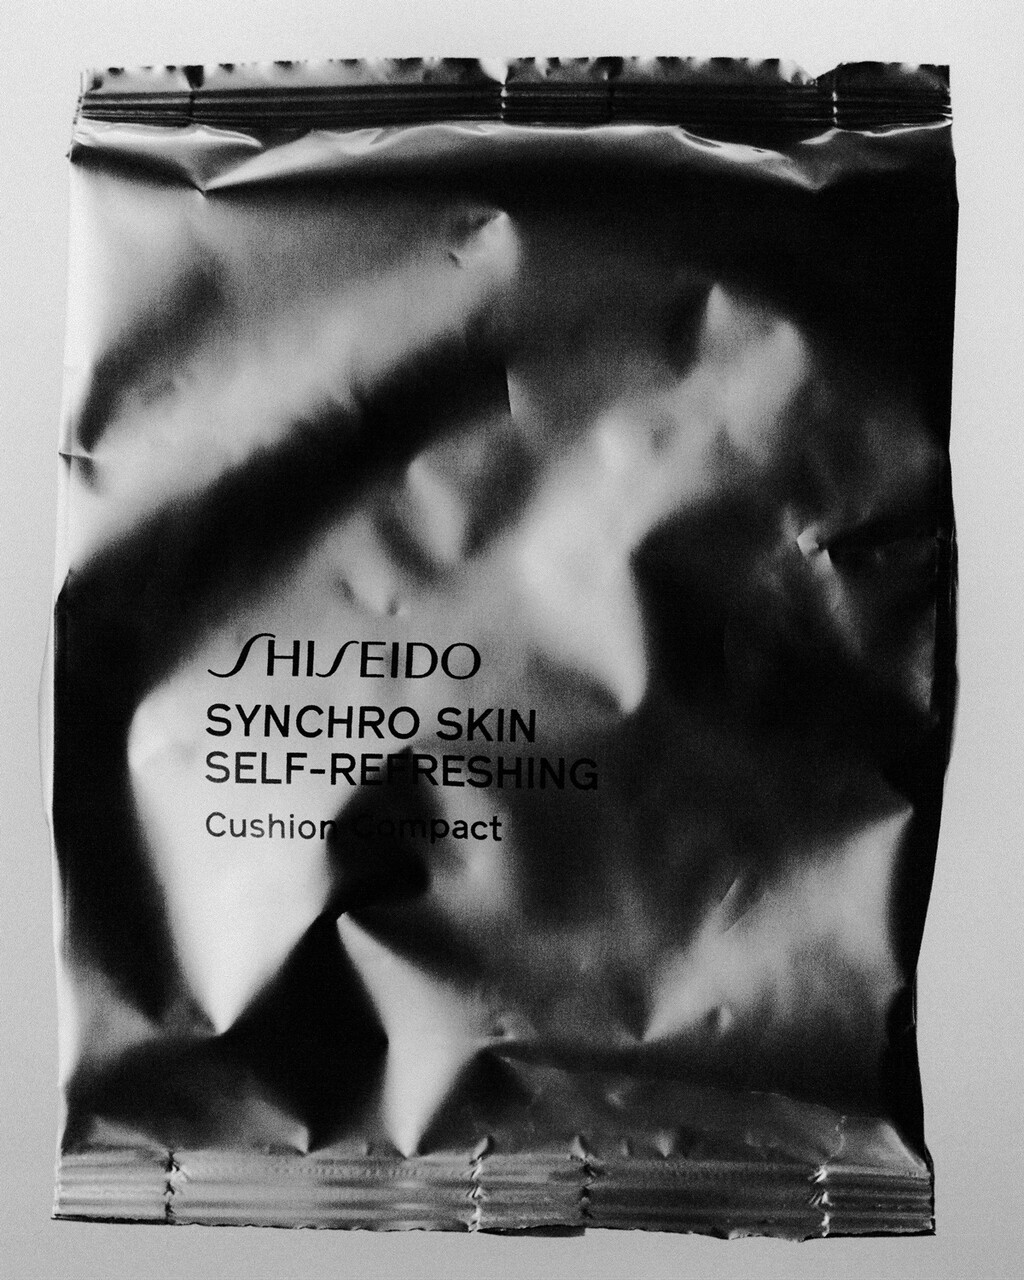 SHISEIDO
SYNCHRO SKIN
SELF-REFRESHING
Cushion Compact